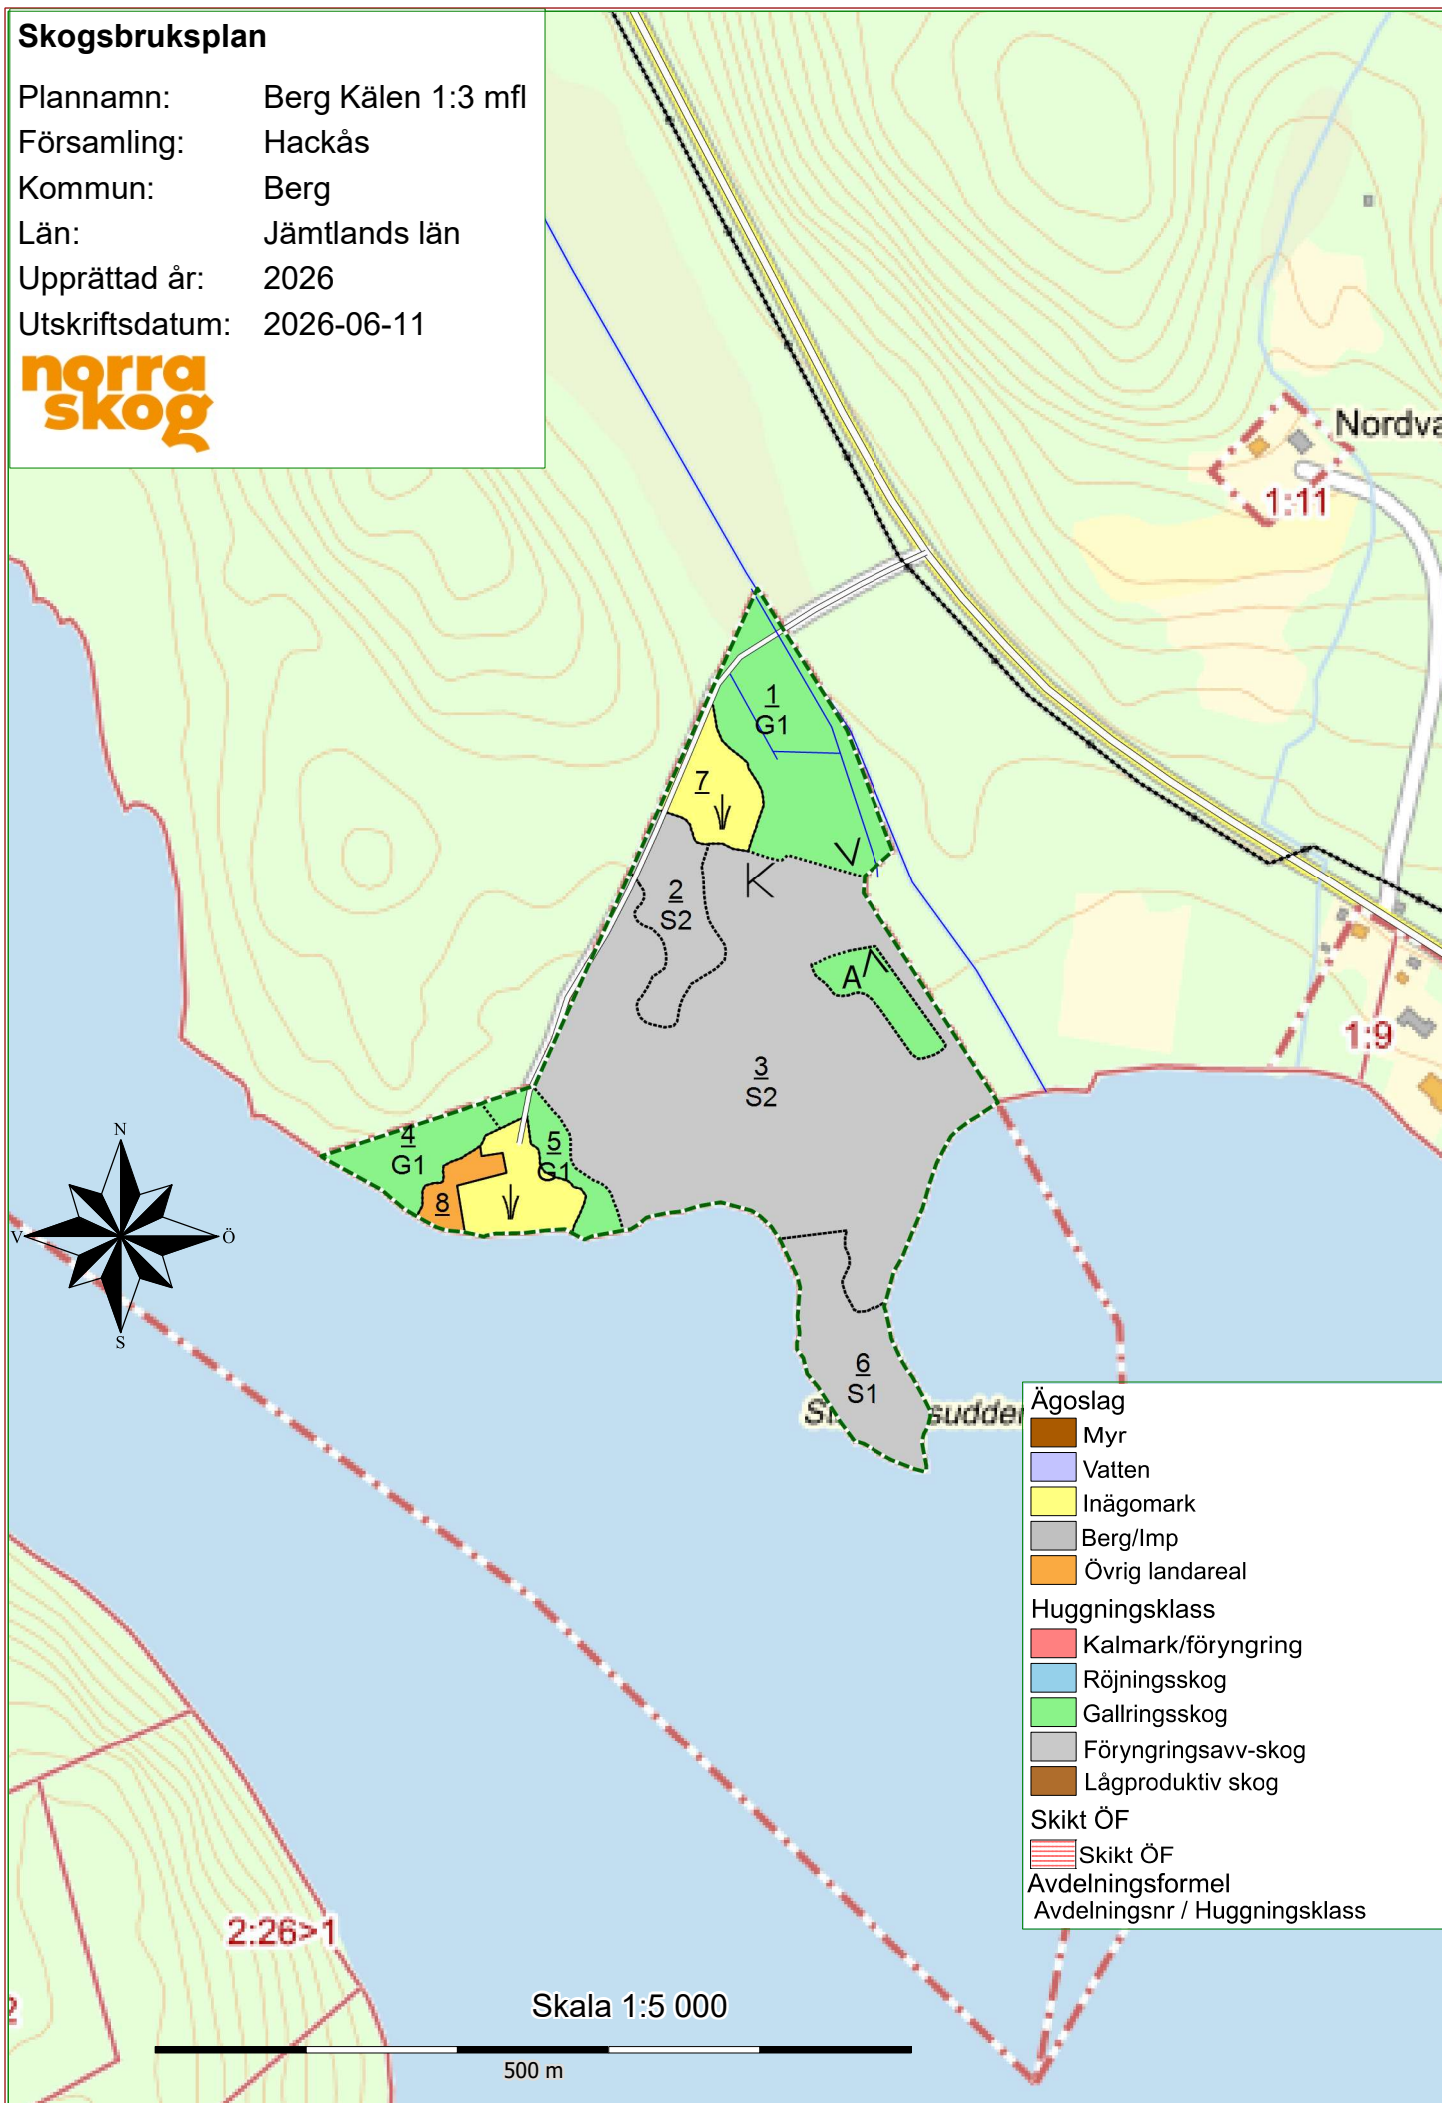 Skogsbruksplan
Plannamn: Berg Kälen 1:3 mfl
Församling: Hackås
Kommun: Berg
Län: Jämtlands län
Upprättad år: 2026
Utskriftsdatum: 2026-06-11
norra
skog
1:11
1
G1
7
V
K
2
S2
A
1:9
3
S2
4
G1
5
G1
8
N
V
Ö
S
6
S1
Ägoslag
Myr
Vatten
Inägomark
Berg/Imp
Övrig landareal
Huggningsklass
Kalmark/föryngring
Röjningsskog
Gallringsskog
Föryngringsavv-skog
Lågproduktiv skog
Skikt ÖF
Skikt ÖF
Avdelningsformel
Avdelningsnr / Huggningsklass
2:26>1
Skala 1:5 000
500 m